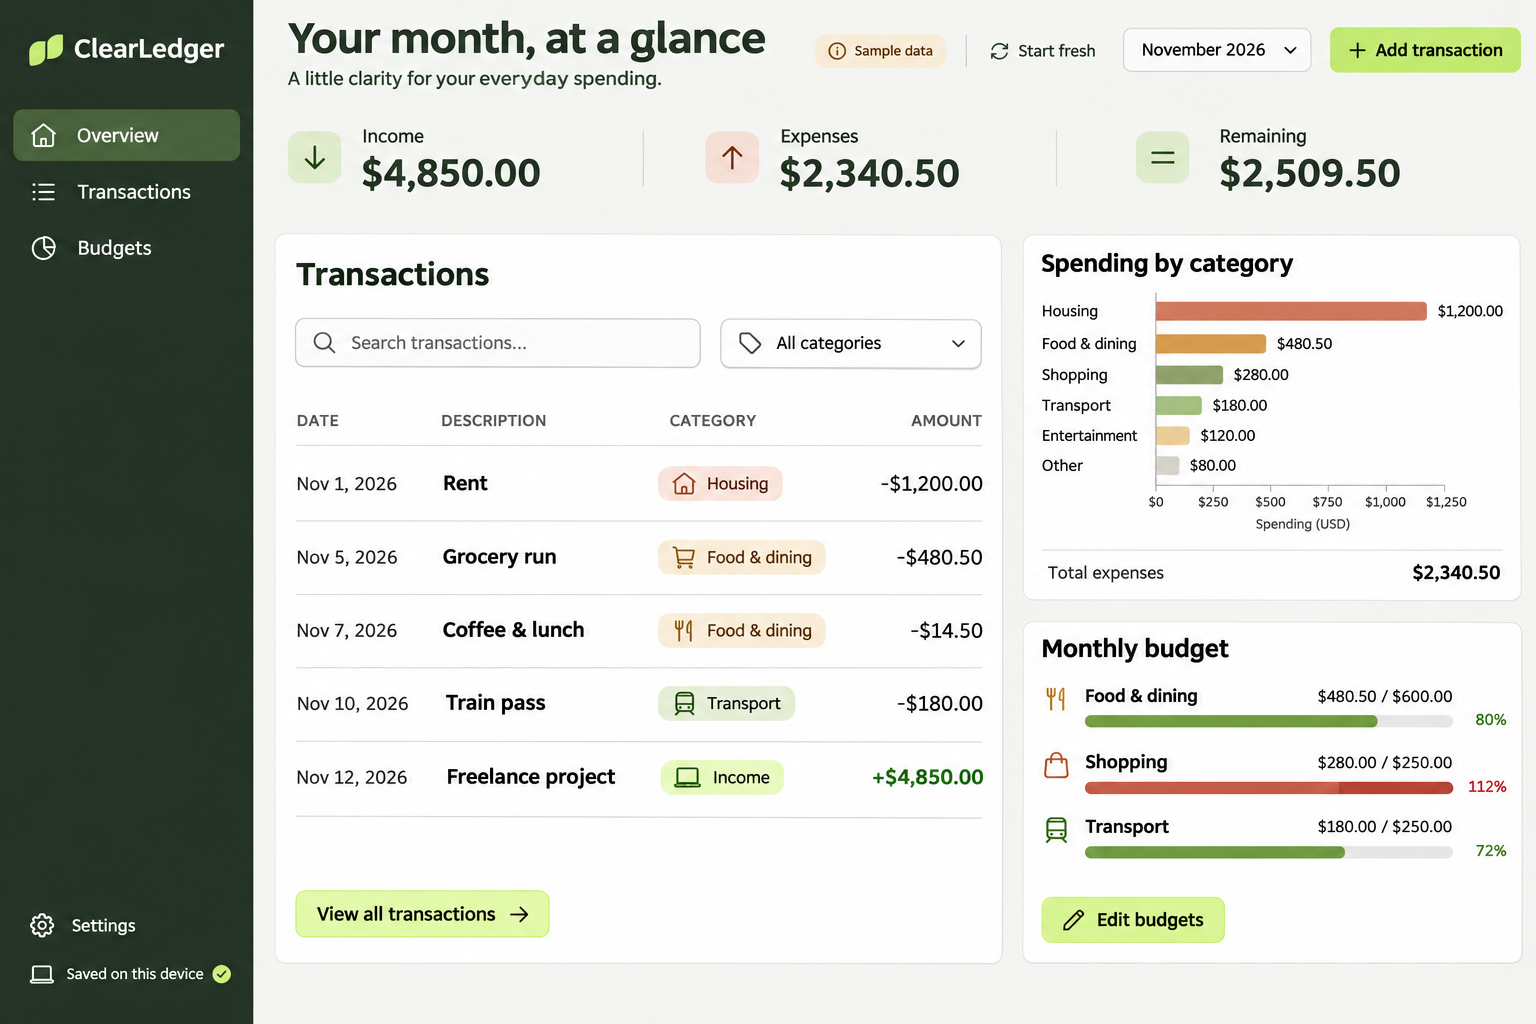 ClearLedger
Overview
Transactions
Budgets
Settings
Saved on this device
Your month, at a glance
A little clarity for your everyday spending.
Sample data
Start fresh
November 2026
Add transaction
Income
$4,850.00
Expenses
$2,340.50
Remaining
$2,509.50
Transactions
Search transactions...
All categories
DATE DESCRIPTION CATEGORY AMOUNT
Nov 1, 2026 Rent Housing -$1,200.00
Nov 5, 2026 Grocery run Food & dining -$480.50
Nov 7, 2026 Coffee & lunch Food & dining -$14.50
Nov 10, 2026 Train pass Transport -$180.00
Nov 12, 2026 Freelance project Income +$4,850.00
View all transactions
Spending by category
Housing $1,200.00
Food & dining $480.50
Shopping $280.00
Transport $180.00
Entertainment $120.00
Other $80.00
$0 $250 $500 $750 $1,000 $1,250
Spending (USD)
Total expenses $2,340.50
Monthly budget
Food & dining $480.50 / $600.00
80%
Shopping $280.00 / $250.00
112%
Transport $180.00 / $250.00
72%
Edit budgets